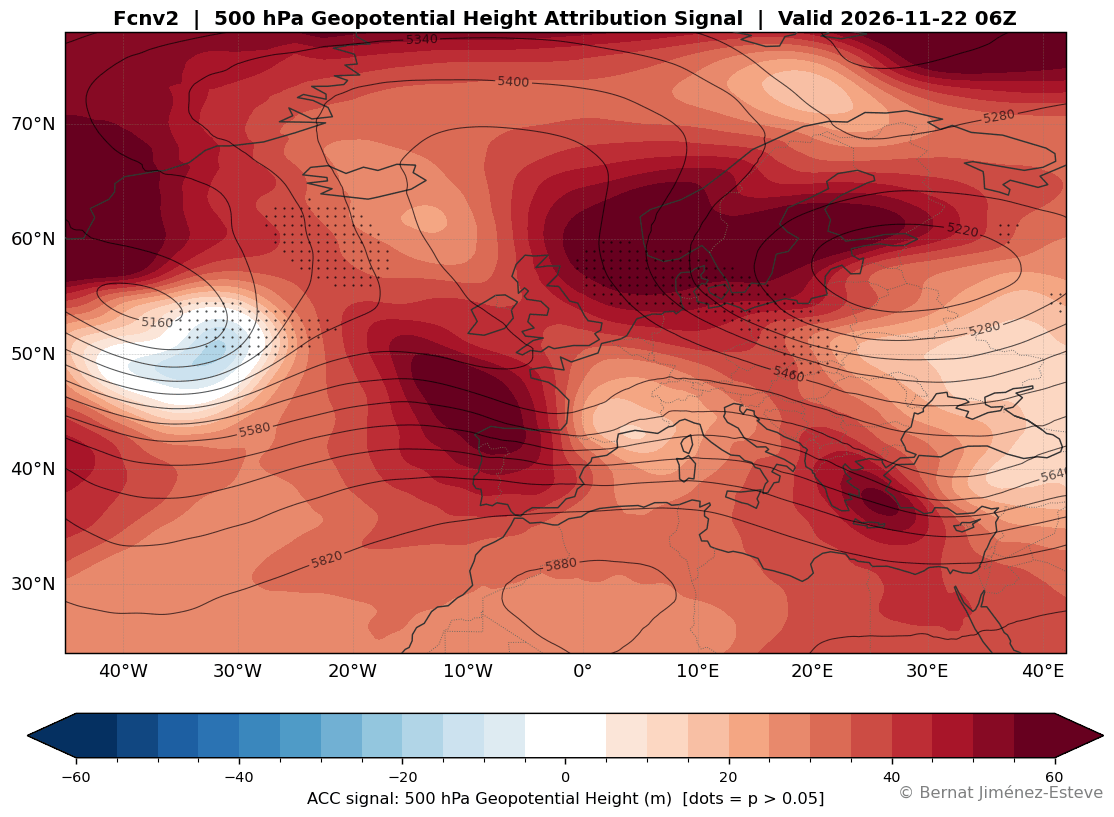 Fcnv2 | 500 hPa Geopotential Height Attribution Signal | Valid 2026-11-22 06Z
5340
5400
70°N
5280
60°N
5220
5160
5280
50°N
5460
5580
40°N
5640
5820
5880
30°N
40°W 30°W 20°W 10°W 0° 10°E 20°E 30°E 40°E
−60 −40 −20 0 20 40 60
ACC signal: 500 hPa Geopotential Height (m) [dots = p > 0.05]
© Bernat Jiménez-Esteve